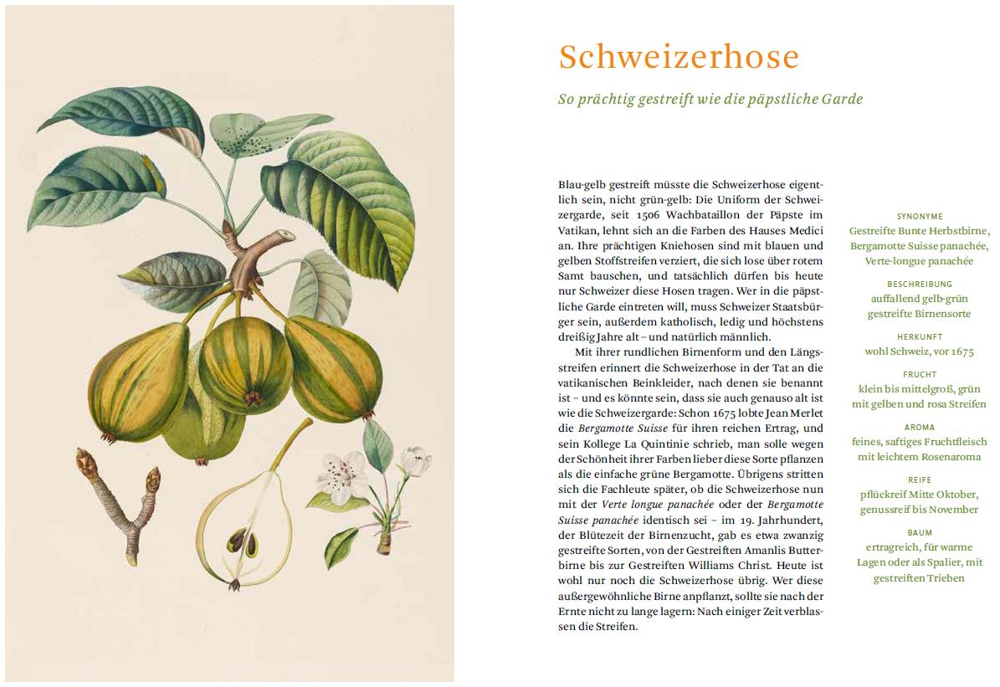 Schweizerhose
So prächtig gestreift wie die päpstliche Garde
Blau-gelb gestreift müsste die Schweizerhose eigent-
lich sein, nicht grün-gelb: Die Uniform der Schwei-
zergarde, seit 1506 Wachbataillon der Päpste im
Vatikan, lehnt sich an die Farben des Hauses Medici
an. Ihre prächtigen Kniehosen sind mit blauen und
gelben Stoffstreifen verziert, die sich lose über rotem
Samt bauschen, und tatsächlich dürfen bis heute
nur Schweizer diese Hosen tragen. Wer in die päpst-
liche Garde eintreten will, muss Schweizer Staatsbür-
ger sein, außerdem katholisch, ledig und höchstens
dreißig Jahre alt – und natürlich männlich.
Mit ihrer rundlichen Birnenform und den Längs-
streifen erinnert die Schweizerhose in der Tat an die
vatikanischen Beinkleider, nach denen sie benannt
ist – und es könnte sein, dass sie auch genauso alt ist
wie die Schweizergarde: Schon 1675 lobte Jean Merlet
die Bergamotte Suisse für ihren reichen Ertrag, und
sein Kollege La Quintinie schrieb, man solle wegen
der Schönheit ihrer Farben lieber diese Sorte pflanzen
als die einfache grüne Bergamotte. Übrigens stritten
sich die Fachleute später, ob die Schweizerhose nun
mit der Verte longue panachée oder der Bergamotte
Suisse panachée identisch sei – im 19. Jahrhundert,
der Blütezeit der Birnenzucht, gab es etwa zwanzig
gestreifte Sorten, von der Gestreiften Amanlis Butter-
birne bis zur Gestreiften Williams Christ. Heute ist
wohl nur noch die Schweizerhose übrig. Wer diese
außergewöhnliche Birne anpflanzt, sollte sie nach der
Ernte nicht zu lange lagern: Nach einiger Zeit verblas-
sen die Streifen.
SYNONYME
Gestreifte Bunte Herbstbirne,
Bergamotte Suisse panachée,
Verte-longue panachée
BESCHREIBUNG
auffallend gelb-grün
gestreifte Birnensorte
HERKUNFT
wohl Schweiz, vor 1675
FRUCHT
klein bis mittelgroß, grün
mit gelben und rosa Streifen
AROMA
feines, saftiges Fruchtfleisch
mit leichtem Rosenaroma
REIFE
pflückreif Mitte Oktober,
genussreif bis November
BAUM
ertragreich, für warme
Lagen oder als Spalier, mit
gestreiften Trieben